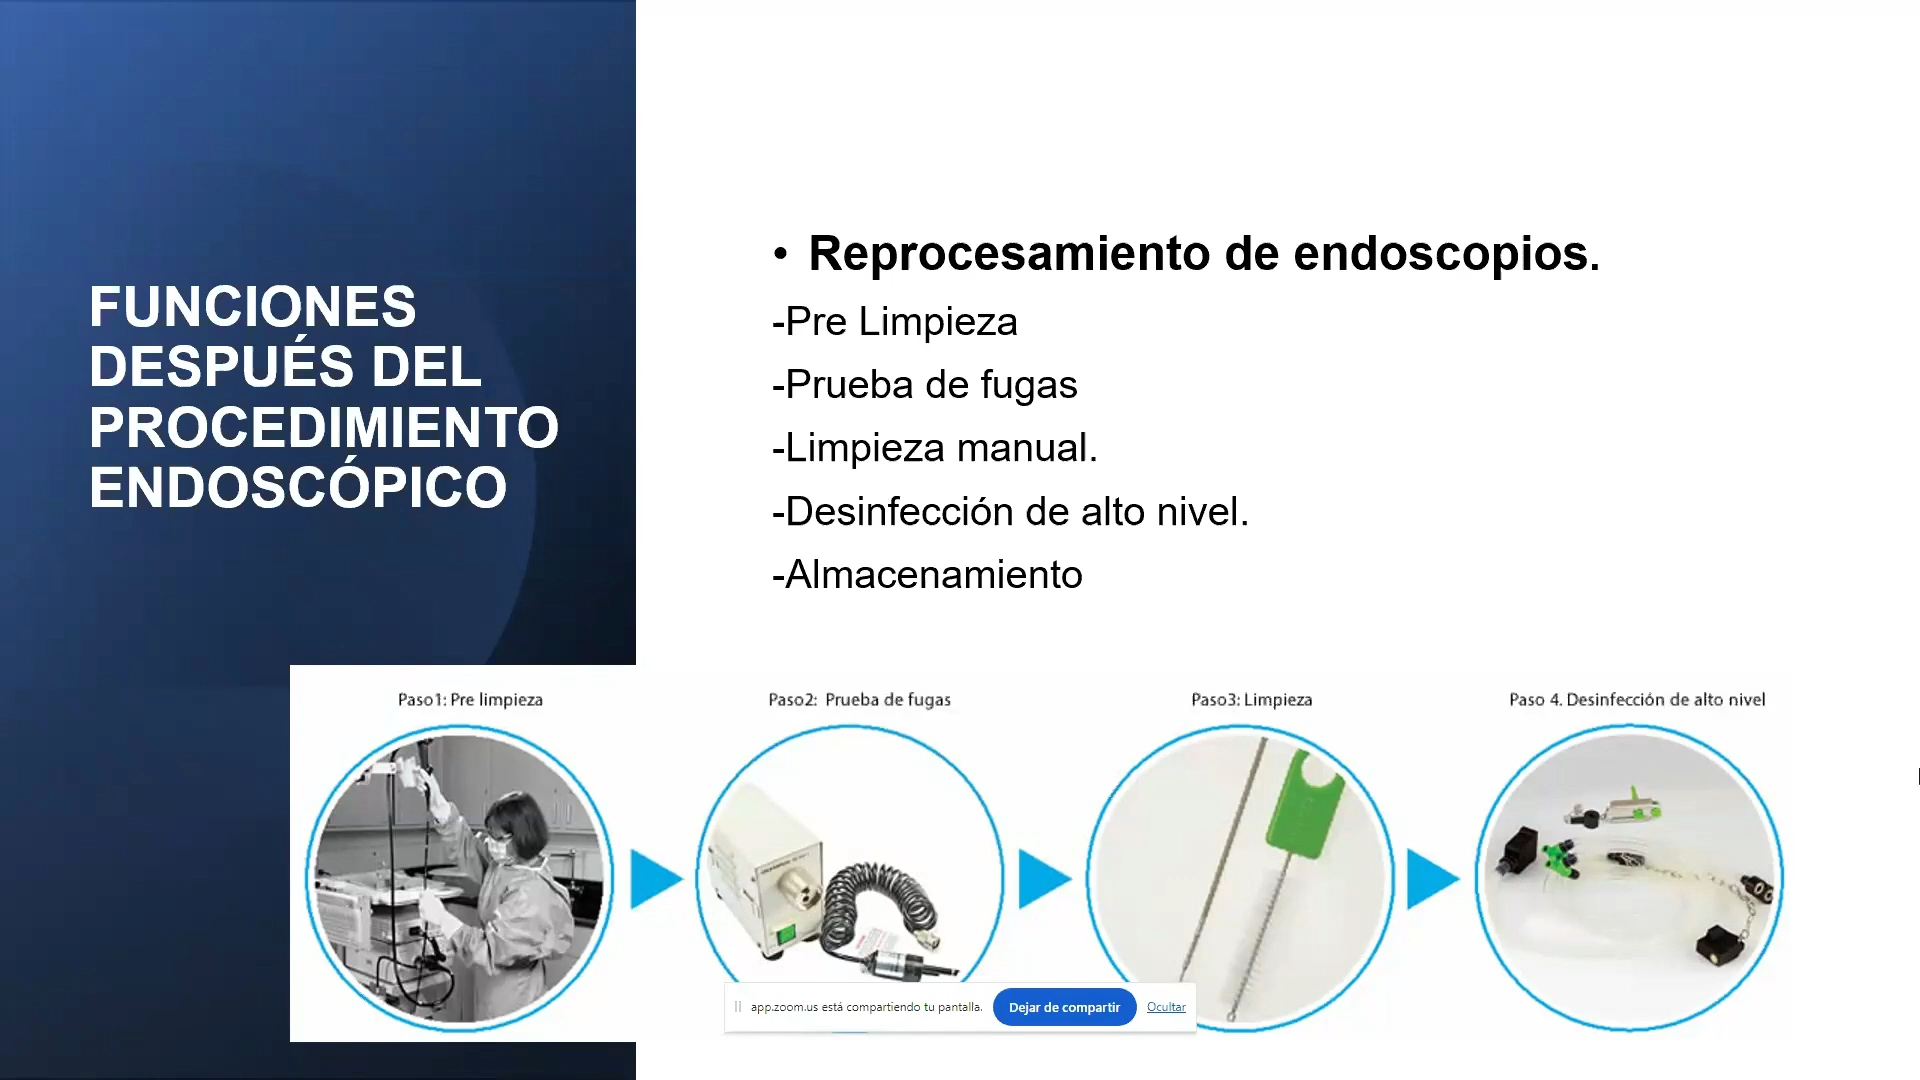 FUNCIONES
DESPUÉS DEL
PROCEDIMIENTO
ENDOSCÓPICO
• Reprocesamiento de endoscopios.
-Pre Limpieza
-Prueba de fugas
-Limpieza manual.
-Desinfección de alto nivel.
-Almacenamiento
Paso1: Pre limpieza
Paso2: Prueba de fugas
Paso3: Limpieza
Paso 4. Desinfección de alto nivel
app.zoom.us está compartiendo tu pantalla.
Dejar de compartir
Ocultar